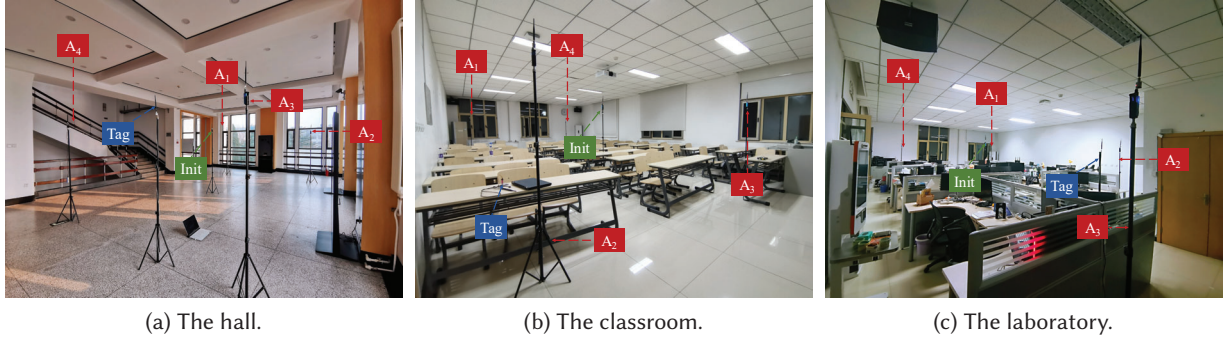 A4
A1
A3
Tag
A2
Init
(a) The hall.
A1
A4
Init
A3
Tag
A2
(b) The classroom.
A4
A1
A2
Init
Tag
A3
(c) The laboratory.